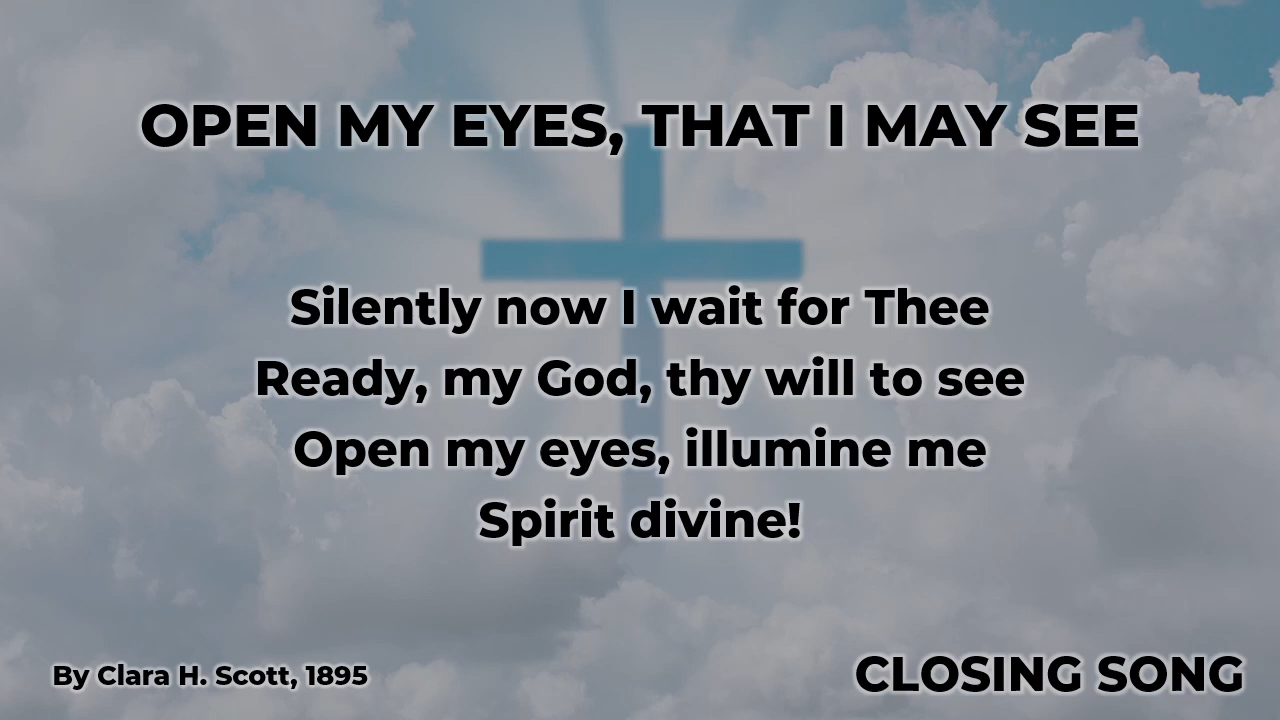 OPEN MY EYES, THAT I MAY SEE
Silently now I wait for Thee
Ready, my God, thy will to see
Open my eyes, illumine me
Spirit divine!
By Clara H. Scott, 1895
CLOSING SONG